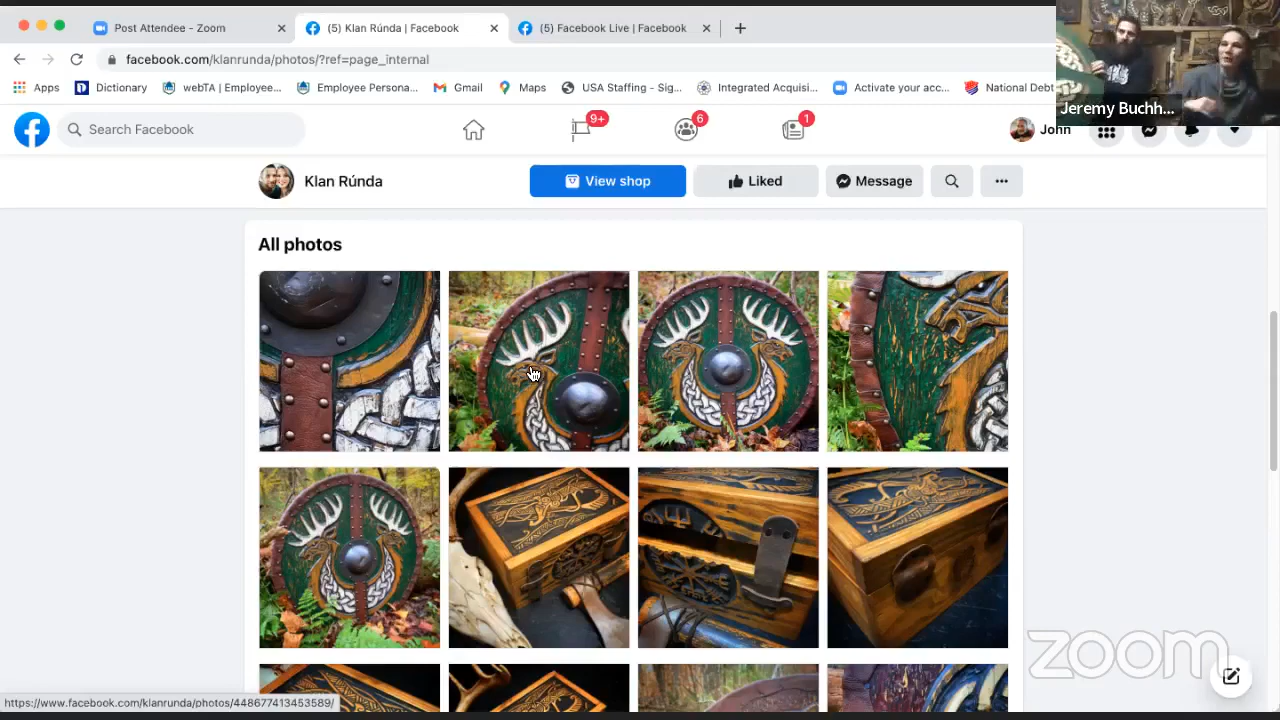 Post Attendee - Zoom
(5) Klan Rúnda | Facebook
(5) Facebook Live | Facebook
facebook.com/klanrunda/photos/?ref=page_internal
Apps
Dictionary
webTA | Employee...
Employee Persona...
Gmail
Maps
USA Staffing - Sig...
Integrated Acquisi...
Activate your acc...
National Debt
Jeremy Buchh...
Search Facebook
9+
6
1
John
Klan Rúnda
View shop
Liked
Message
All photos
zoom
https://www.facebook.com/klanrunda/photos/448677413453589/